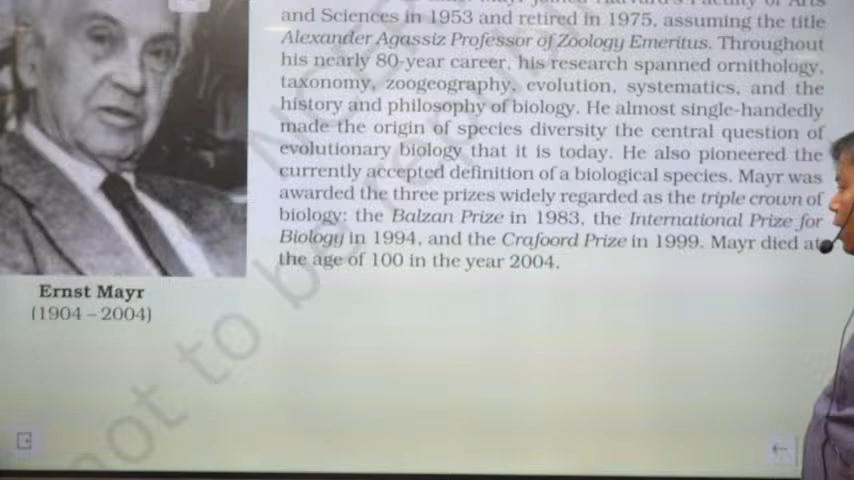 and Sciences in 1953 and retired in 1975, assuming the title
Alexander Agassiz Professor of Zoology Emeritus. Throughout
his nearly 80-year career, his research spanned ornithology,
taxonomy, zoogeography, evolution, systematics, and the
history and philosophy of biology. He almost single-handedly
made the origin of species diversity the central question of
evolutionary biology that it is today. He also pioneered the
currently accepted definition of a biological species. Mayr was
awarded the three prizes widely regarded as the triple crown of
biology: the Balzan Prize in 1983, the International Prize for
Biology in 1994, and the Crafoord Prize in 1999. Mayr died at
the age of 100 in the year 2004.
Ernst Mayr
(1904 – 2004)
not to be republished